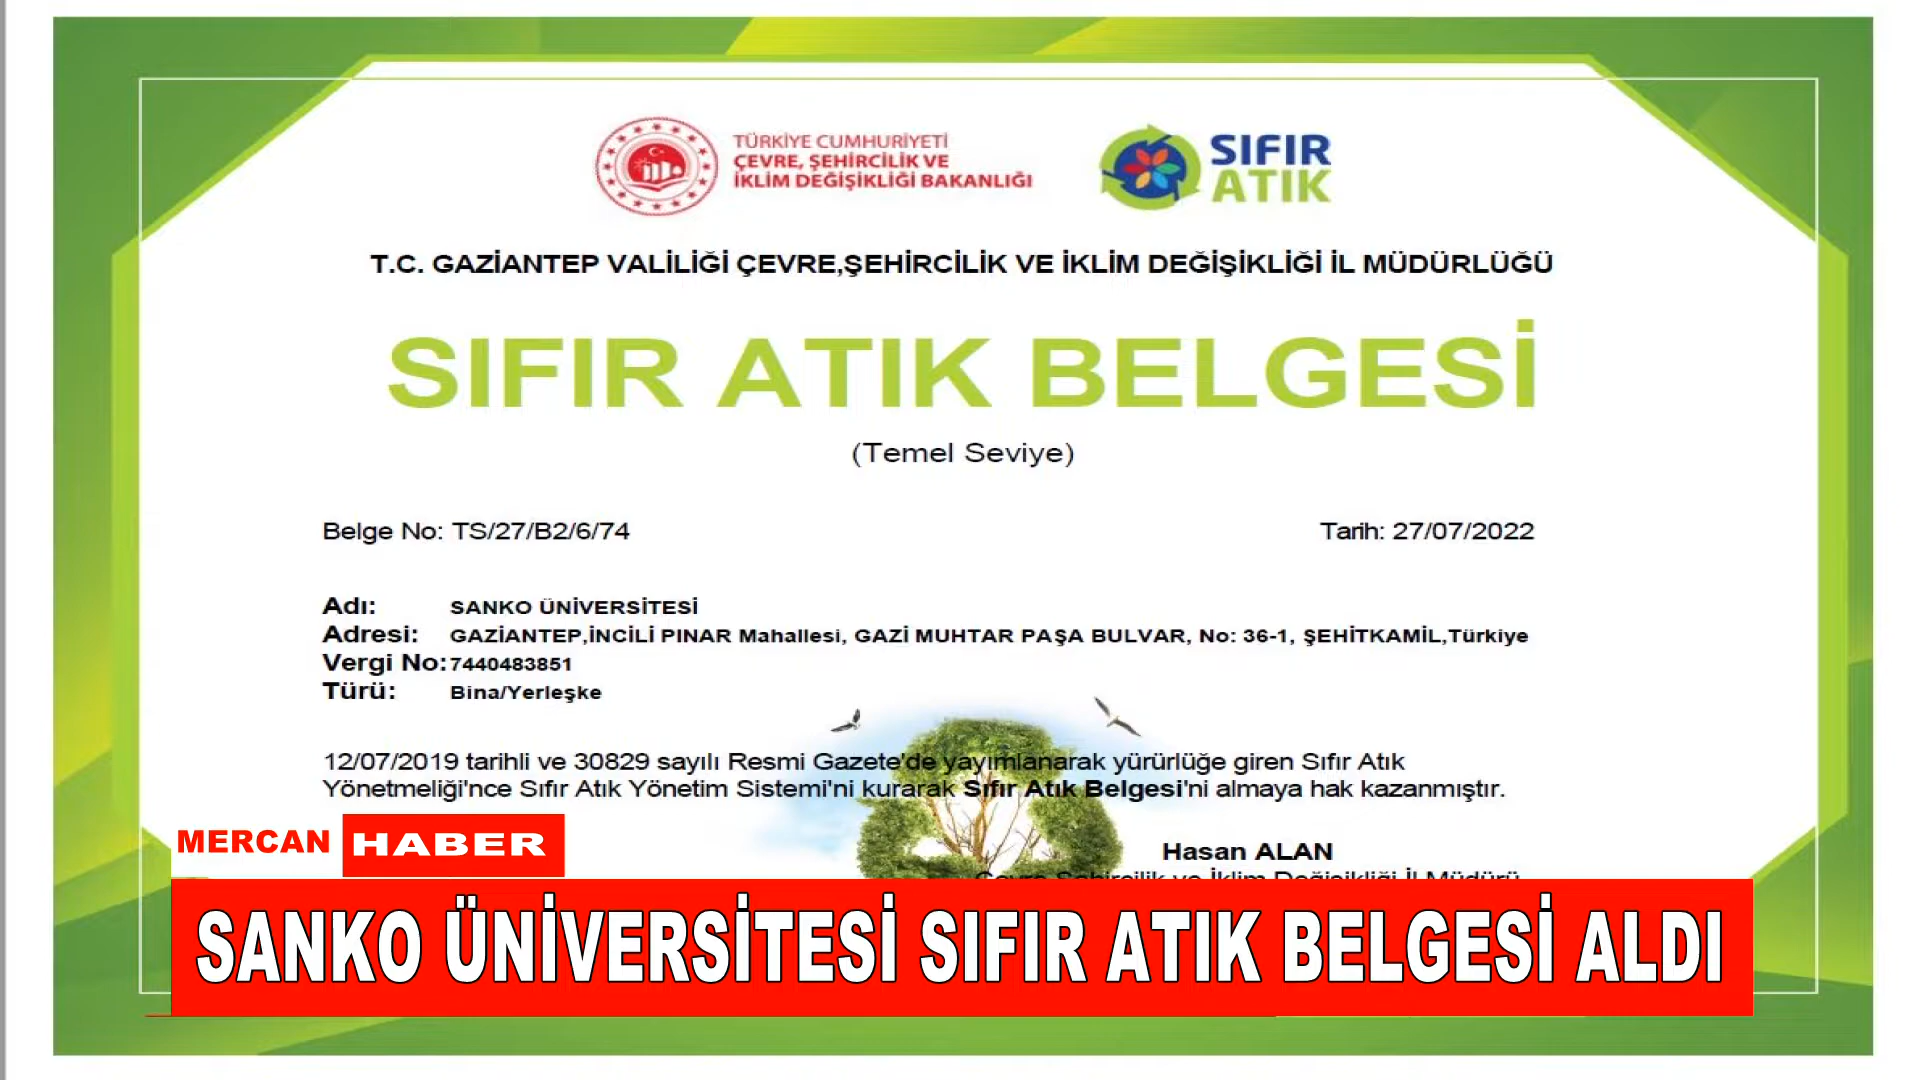 TÜRKİYE CUMHURİYETİ
ÇEVRE, ŞEHİRCİLİK VE
İKLİM DEĞİŞİKLİĞİ BAKANLIĞI
SIFIR
ATIK
T.C. GAZİANTEP VALİLİĞİ ÇEVRE,ŞEHİRCİLİK VE İKLİM DEĞİŞİKLİĞİ İL MÜDÜRLÜĞÜ
SIFIR ATIK BELGESİ
(Temel Seviye)
Belge No: TS/27/B2/6/74 Tarih: 27/07/2022
Adı: SANKO ÜNİVERSİTESİ
Adresi: GAZİANTEP,İNCİLİ PINAR Mahallesi, GAZİ MUHTAR PAŞA BULVAR, No: 36-1, ŞEHİTKAMİL,Türkiye
Vergi No: 7440483851
Türü: Bina/Yerleşke
12/07/2019 tarihli ve 30829 sayılı Resmi Gazete'de yayımlanarak yürürlüğe giren Sıfır Atık
Yönetmeliği'nce Sıfır Atık Yönetim Sistemi'ni kurarak Sıfır Atık Belgesi'ni almaya hak kazanmıştır.
Hasan ALAN
Çevre Şehircilik ve İklim Değişikliği İl Müdürü
MERCAN HABER
SANKO ÜNİVERSİTESİ SIFIR ATIK BELGESİ ALDI